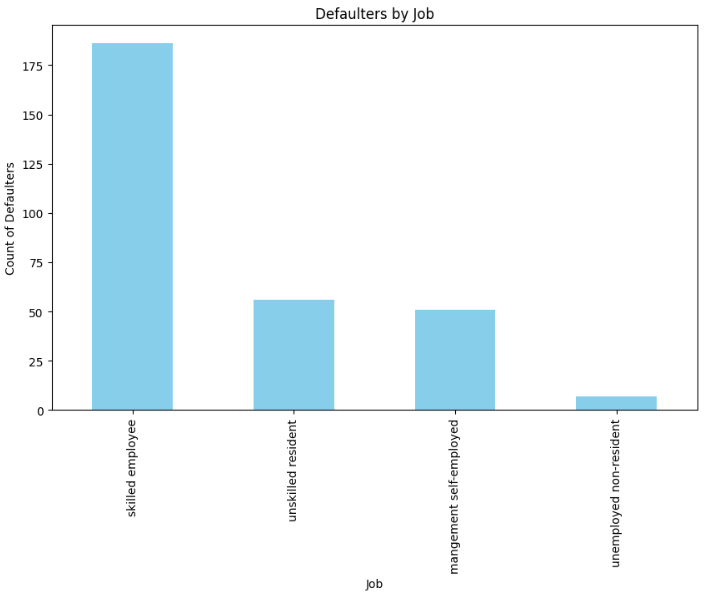 Defaulters by Job
Count of Defaulters
175
150
125
100
75
50
25
0
skilled employee
unskilled resident
mangement self-employed
unemployed non-resident
Job